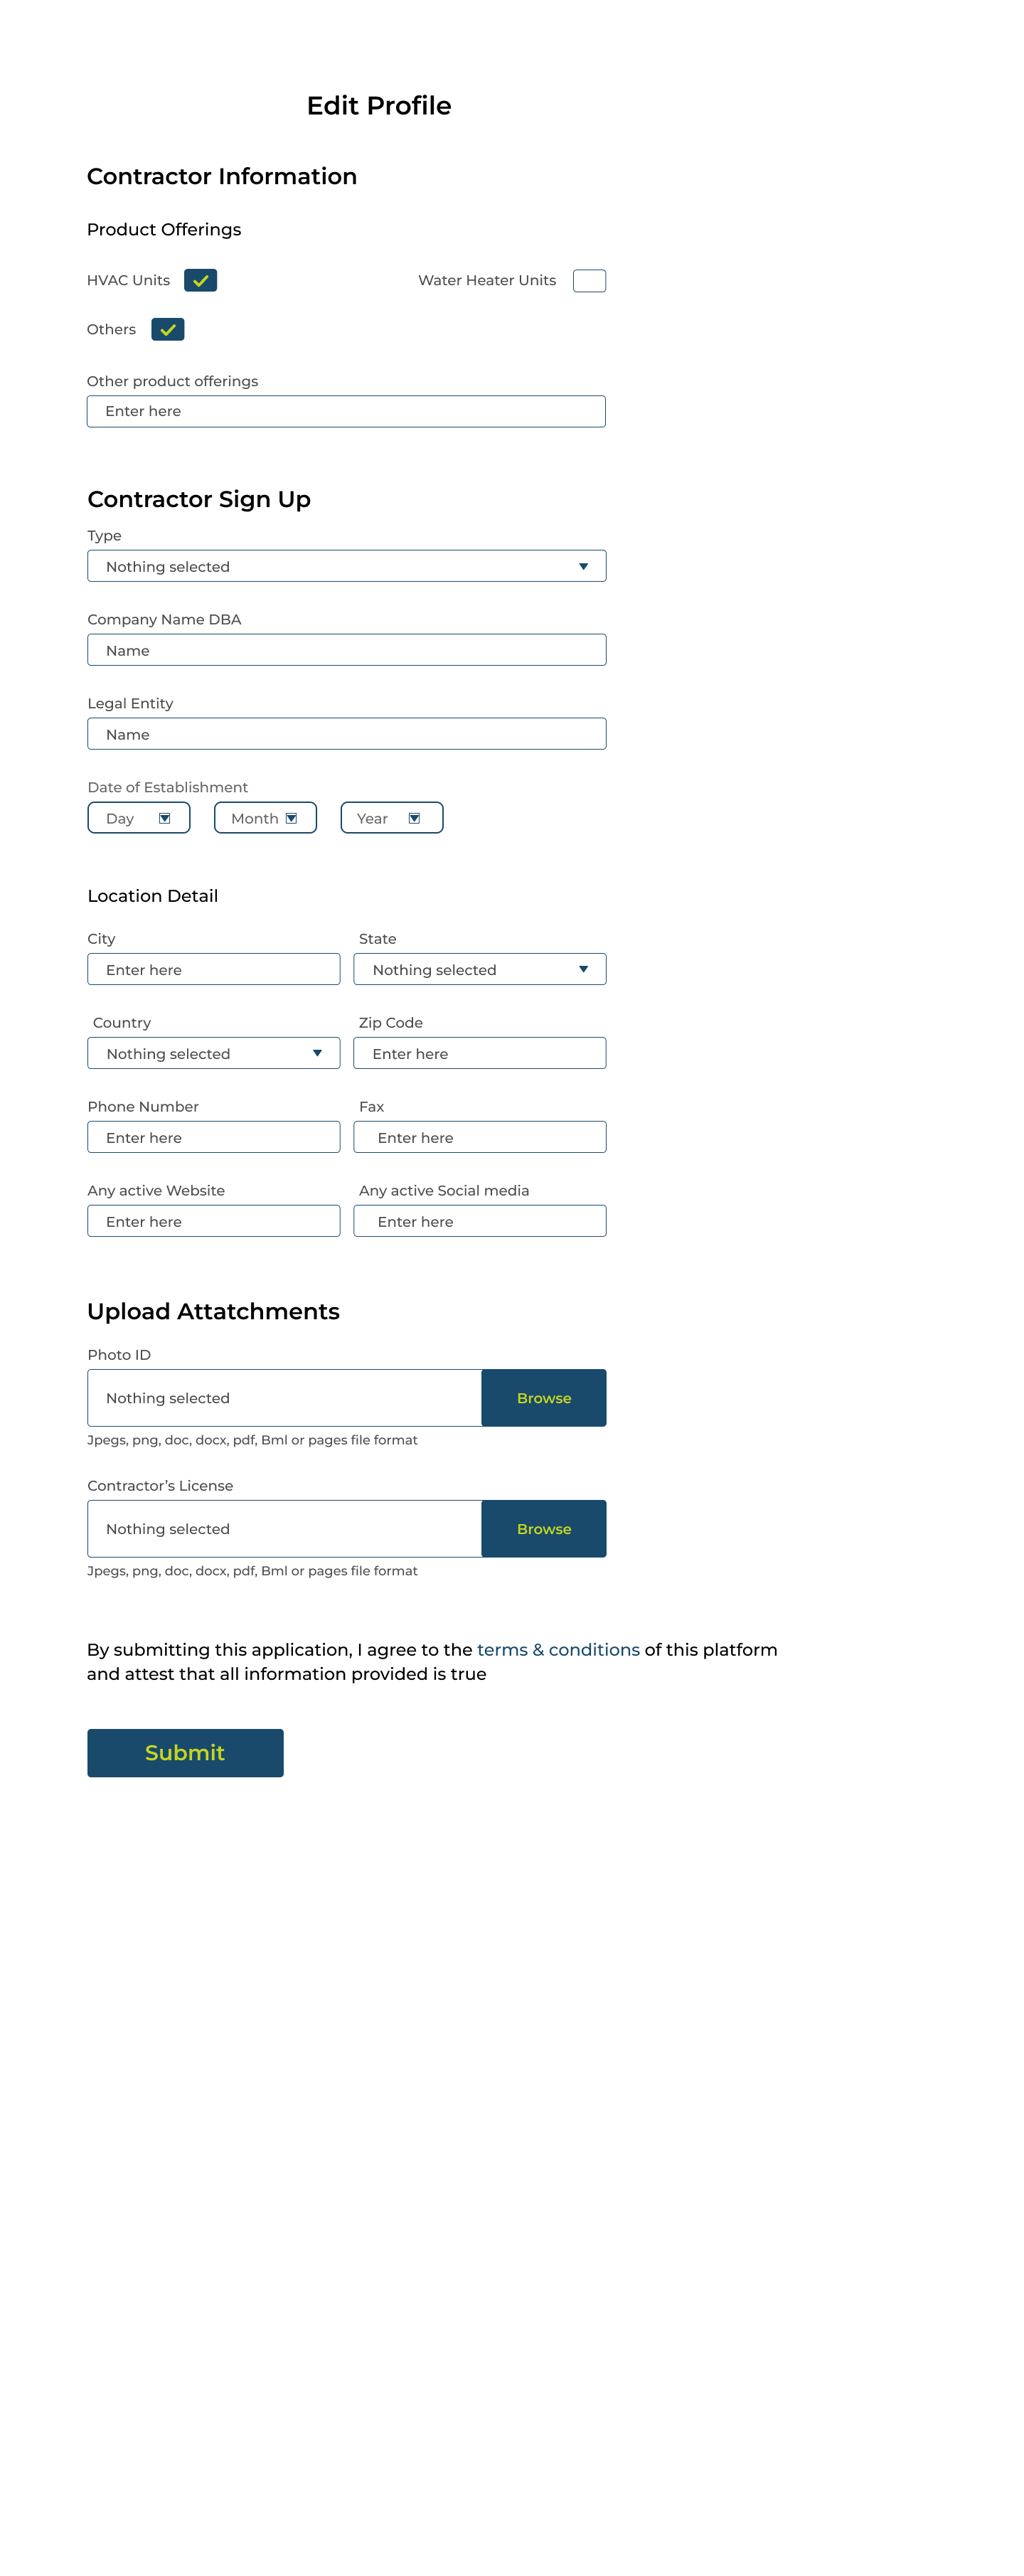 Edit Profile
Contractor Information
Product Offerings
HVAC Units
Water Heater Units
Others
Other product offerings
Enter here
Contractor Sign Up
Type
Nothing selected
Company Name DBA
Name
Legal Entity
Name
Date of Establishment
Day Month Year
Location Detail
City State
Enter here Nothing selected
Country Zip Code
Nothing selected Enter here
Phone Number Fax
Enter here Enter here
Any active Website Any active Social media
Enter here Enter here
Upload Attatchments
Photo ID
Nothing selected Browse
Jpegs, png, doc, docx, pdf, Bml or pages file format
Contractor’s License
Nothing selected Browse
Jpegs, png, doc, docx, pdf, Bml or pages file format
By submitting this application, I agree to the terms & conditions of this platform
and attest that all information provided is true
Submit